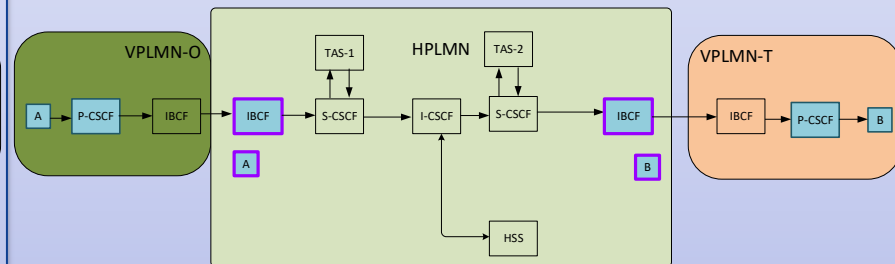 VPLMN-O
HPLMN
VPLMN-T
TAS-1
TAS-2
A
P-CSCF
IBCF
IBCF
S-CSCF
I-CSCF
S-CSCF
IBCF
IBCF
P-CSCF
B
A
B
HSS